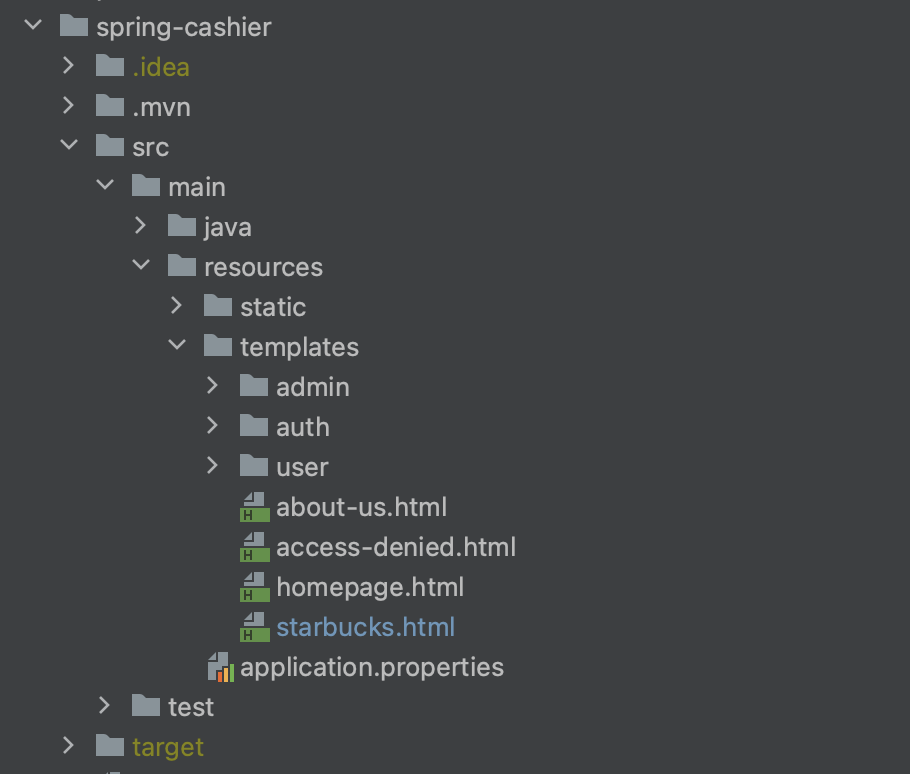 spring-cashier
.idea
.mvn
src
main
java
resources
static
templates
admin
auth
user
about-us.html
access-denied.html
homepage.html
starbucks.html
application.properties
test
target